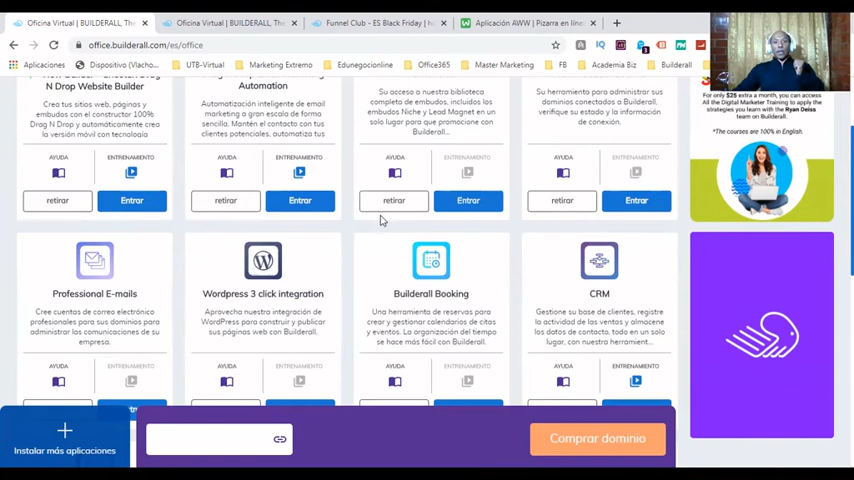 Oficina Virtual | BUILDERALL, The
Oficina Virtual | BUILDERALL, The
Funnel Club - ES Black Friday | h
Aplicación AWW | Pizarra en línea
office.builderall.com/es/office
Aplicaciones
Dispositivo (Vlacho...
UTB-Virtual
Marketing Extremo
Edunegocionline
Office365
Master Marketing
FB
Academia Biz
Builderall
N Drop Website
Builder
Crea tus sitios web, páginas y
embudos con el constructor 100%
Drag N Drop y automáticamente crea
la versión móvil con tecnología
AYUDA
ENTRENAMIENTO
retirar
Entrar
Automation
Automatización inteligente de email
marketing a gran escala de forma
sencilla. Mantén el contacto con tus
clientes potenciales, automatiza tus
AYUDA
ENTRENAMIENTO
retirar
Entrar
Su acceso a nuestra biblioteca
completa de embudos, incluidos los
embudos Niche y Lead Magnet en un
solo lugar para que promocione con
Builderall...
AYUDA
ENTRENAMIENTO
retirar
Entrar
Su herramienta para administrar sus
dominios conectados a Builderall,
verifique su estado y la información
de conexión.
AYUDA
ENTRENAMIENTO
retirar
Entrar
For only $25 extra a month, you can access
All the Digital Marketer Training to apply the
strategies you learn with the Ryan Deiss
team on Builderall.
*The courses are 100% in English.
Professional E-mails
Cree cuentas de correo electrónico
profesionales para sus dominios para
administrar las comunicaciones de su
empresa.
AYUDA
ENTRENAMIENTO
Wordpress 3 click integration
Aprovecha nuestra integración de
WordPress para construir y publicar
sus páginas web con Builderall.
AYUDA
ENTRENAMIENTO
Builderall Booking
Una herramienta de reservas para
crear y gestionar calendarios de citas
y eventos. La organización del tiempo
se hace más fácil con Builderall.
AYUDA
ENTRENAMIENTO
CRM
Gestione su base de clientes, registre
la actividad de las ventas y almacene
los datos de contacto, todo en un solo
lugar, con nuestra herramient...
AYUDA
ENTRENAMIENTO
Instalar más aplicaciones
Comprar dominio